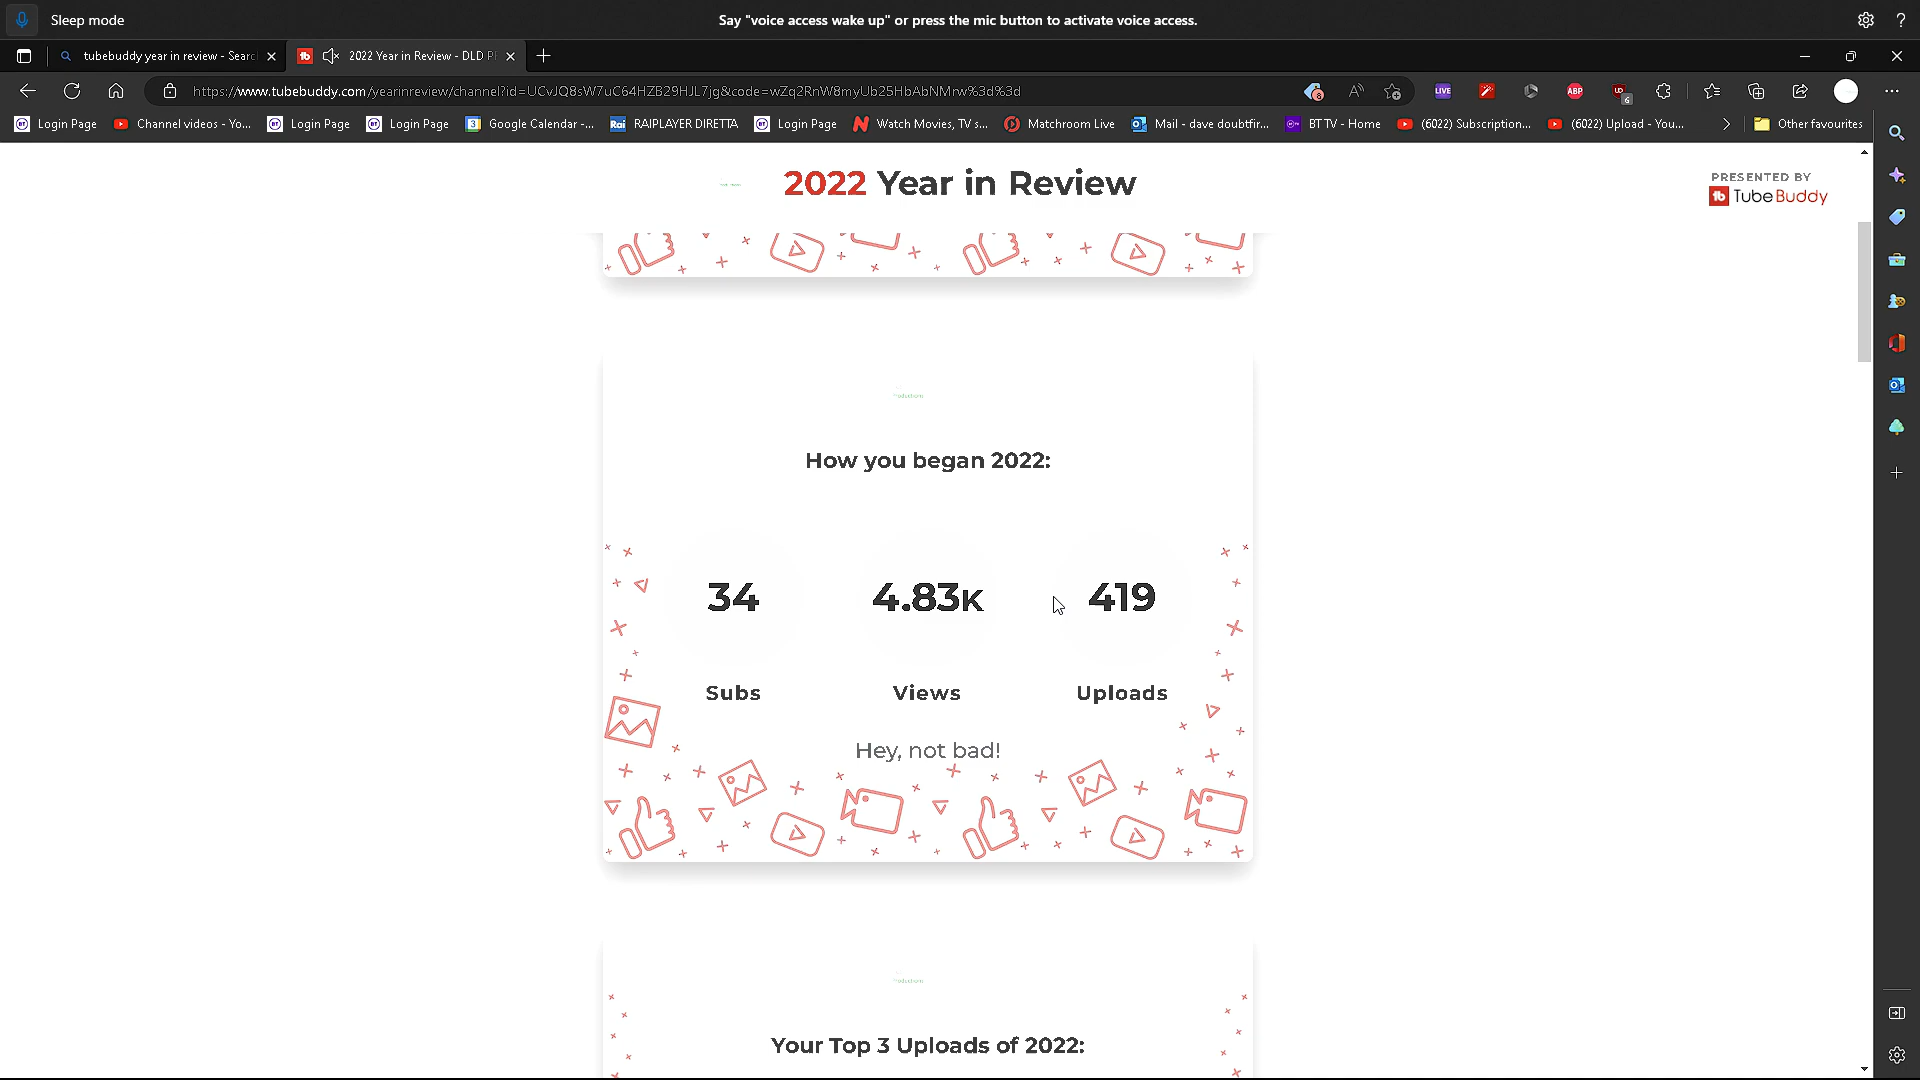 Sleep mode
Say "voice access wake up" or press the mic button to activate voice access.
tubebuddy year in review - Searc
2022 Year in Review - DLD P
https://www.tubebuddy.com/yearinreview/channel?id=UCvJQ8sW7uC64HZB29HJL7jg&code=wZq2RnW8myUb25HbAbNMrw%3d%3d
8
LIVE
ABP
6
Login Page
Channel videos - Yo...
Login Page
Login Page
Google Calendar -...
RAIPLAYER DIRETTA
Login Page
Watch Movies, TV s...
Matchroom Live
Mail - dave doubtfir...
BT TV - Home
(6022) Subscription...
(6022) Upload - You...
Other favourites
2022 Year in Review
PRESENTED BY
TubeBuddy
How you began 2022:
34
4.83K
419
Subs
Views
Uploads
Hey, not bad!
Your Top 3 Uploads of 2022: